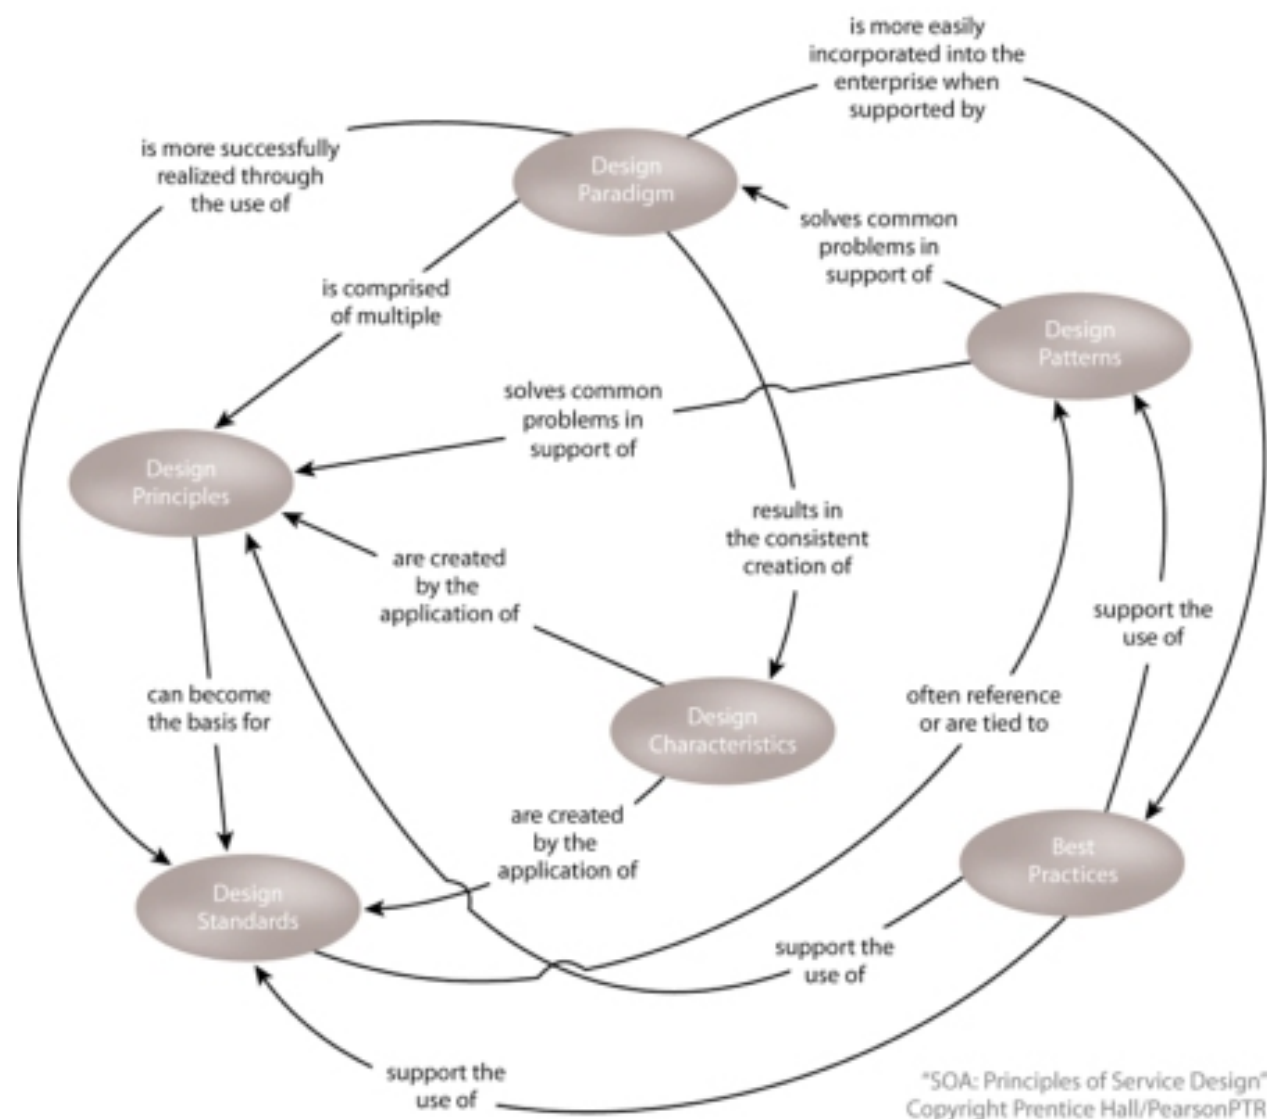 is more easily
incorporated into the
enterprise when
supported by
is more successfully
realized through
the use of
Design
Paradigm
solves common
problems in
support of
is comprised
of multiple
Design
Patterns
solves common
problems in
support of
Design
Principles
results in
the consistent
creation of
are created
by the
application of
support the
use of
can become
the basis for
often reference
or are tied to
Design
Characteristics
are created
by the
application of
Best
Practices
Design
Standards
support the
use of
support the
use of
"SOA: Principles of Service Design"
Copyright Prentice Hall/PearsonPTR